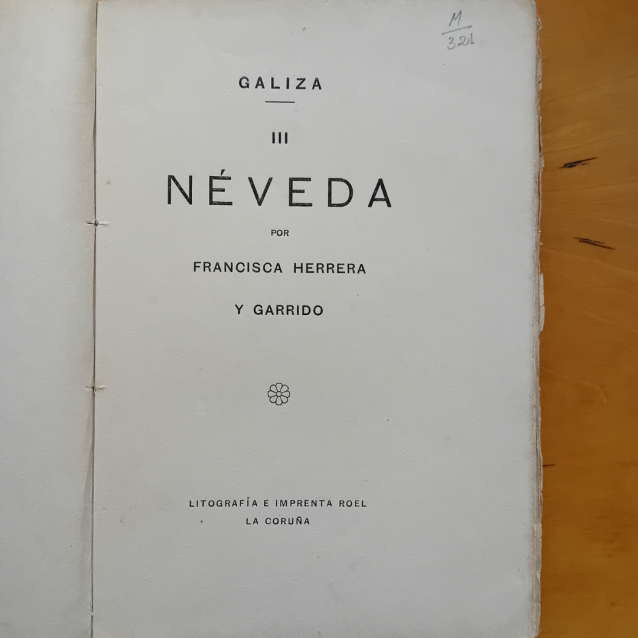 M
321
GALIZA
III
NÉVEDA
POR
FRANCISCA HERRERA
Y GARRIDO
LITOGRAFÍA E IMPRENTA ROEL
LA CORUÑA